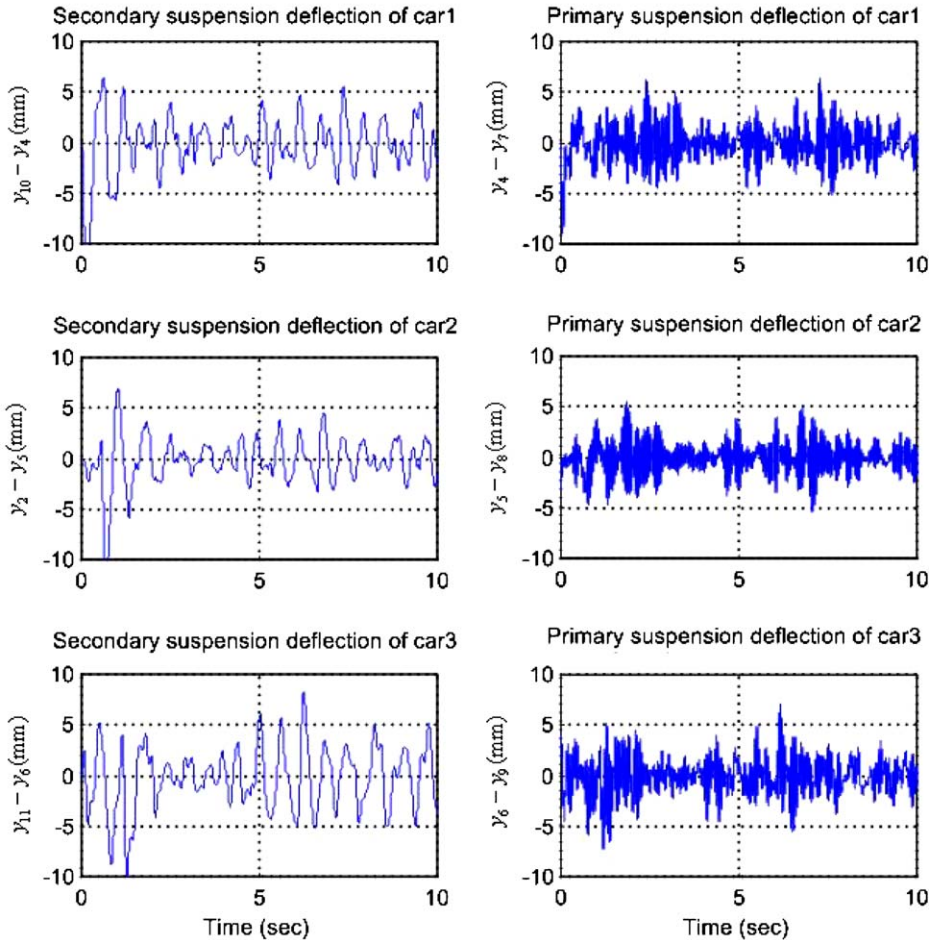 Secondary suspension deflection of car1
10
5
0
-5
-10
y10 − y4 (mm)
0 5 10
Primary suspension deflection of car1
10
5
0
-5
-10
y4 − y7 (mm)
0 5 10
Secondary suspension deflection of car2
10
5
0
-5
-10
y2 − y5 (mm)
0 5 10
Primary suspension deflection of car2
10
5
0
-5
-10
y5 − y8 (mm)
0 5 10
Secondary suspension deflection of car3
10
5
0
-5
-10
y11 − y6 (mm)
0 5 10
Time (sec)
Primary suspension deflection of car3
10
5
0
-5
-10
y6 − y9 (mm)
0 5 10
Time (sec)